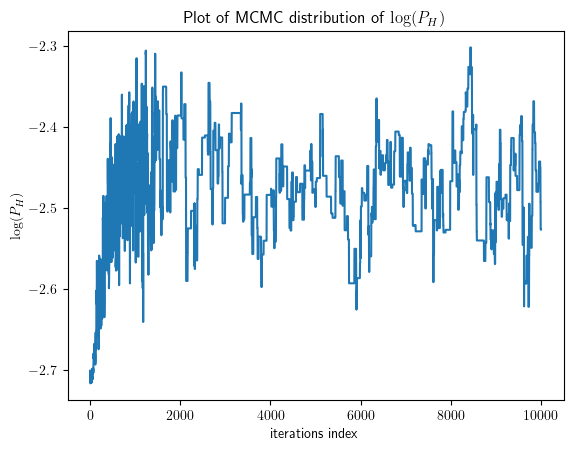 Plot of MCMC distribution of log(P_H)
log(P_H)
−2.3
−2.4
−2.5
−2.6
−2.7
0 2000 4000 6000 8000 10000
iterations index